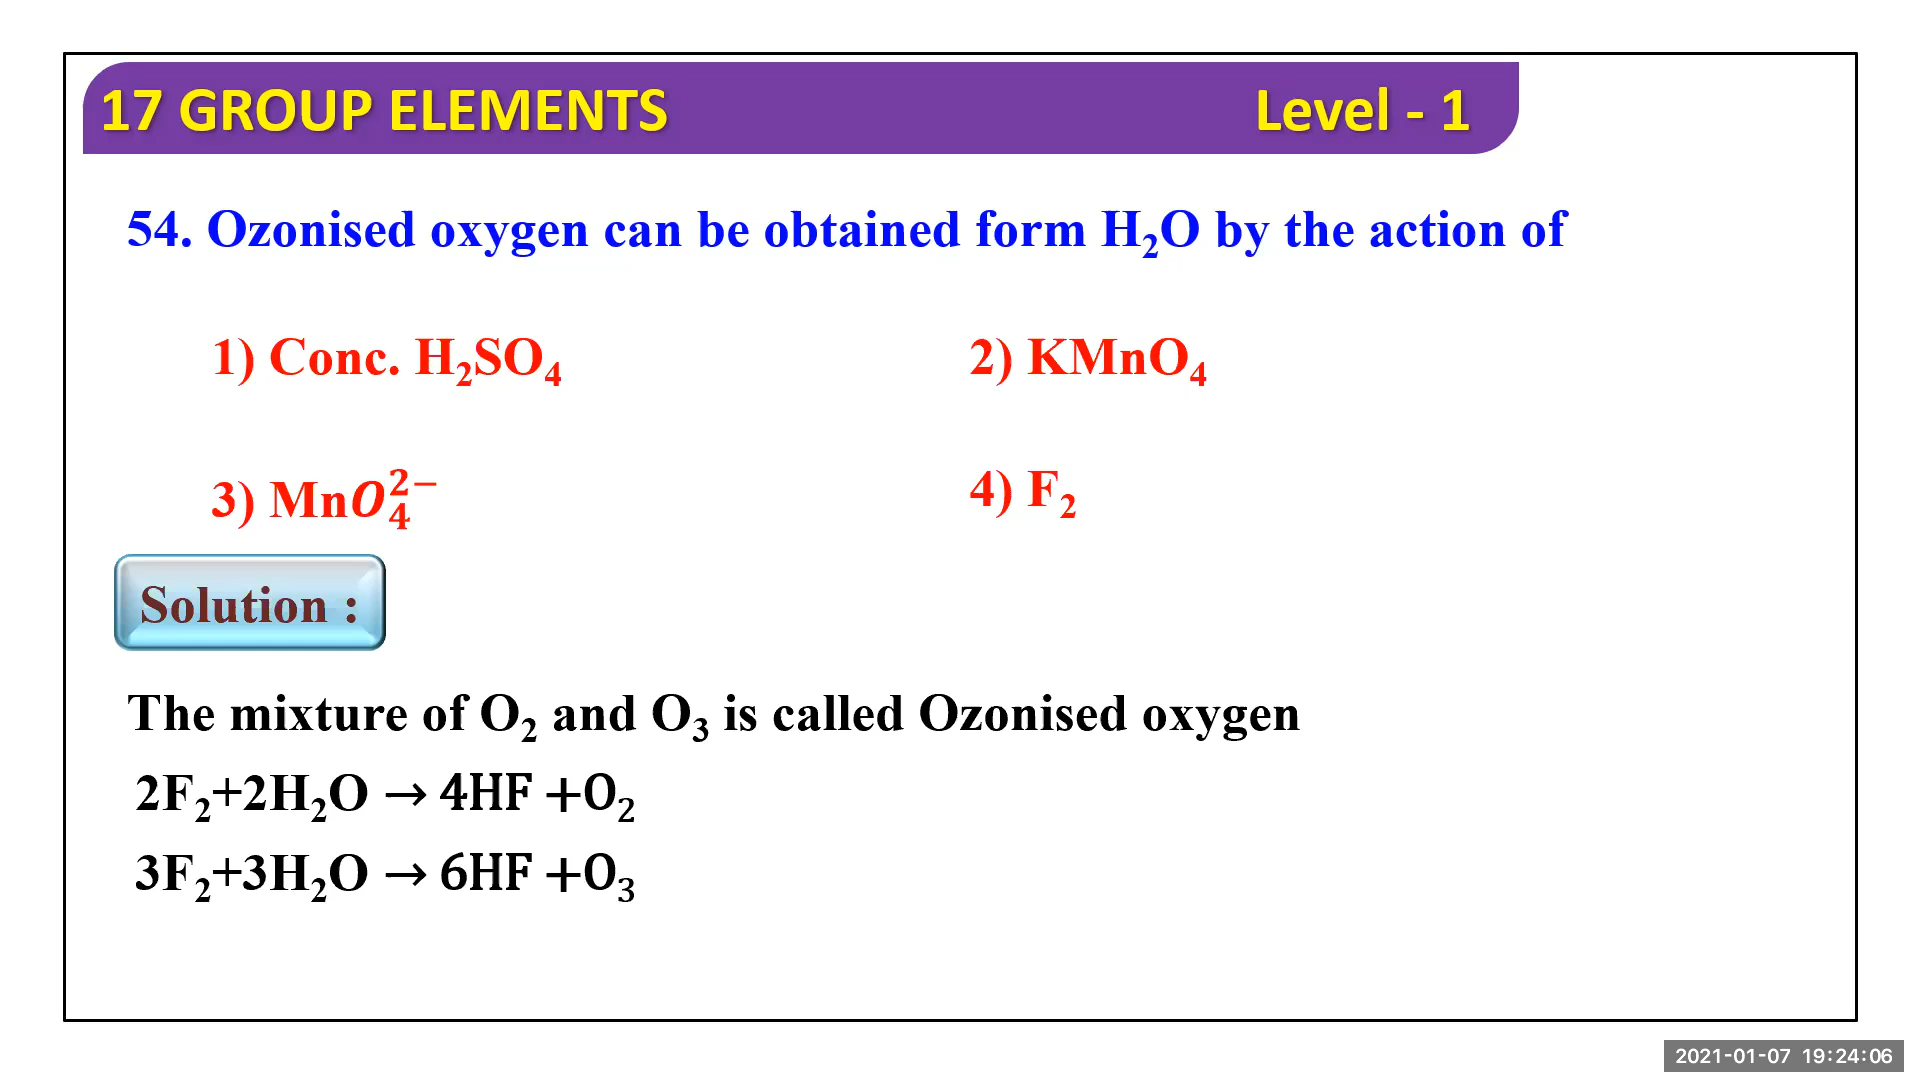 17 GROUP ELEMENTS Level - 1
54. Ozonised oxygen can be obtained form H₂O by the action of
1) Conc. H₂SO₄ 2) KMnO₄
3) MnO₄²⁻ 4) F₂
Solution :
The mixture of O₂ and O₃ is called Ozonised oxygen
2F₂+2H₂O → 4HF +O₂
3F₂+3H₂O → 6HF +O₃
2021-01-07 19:24:06